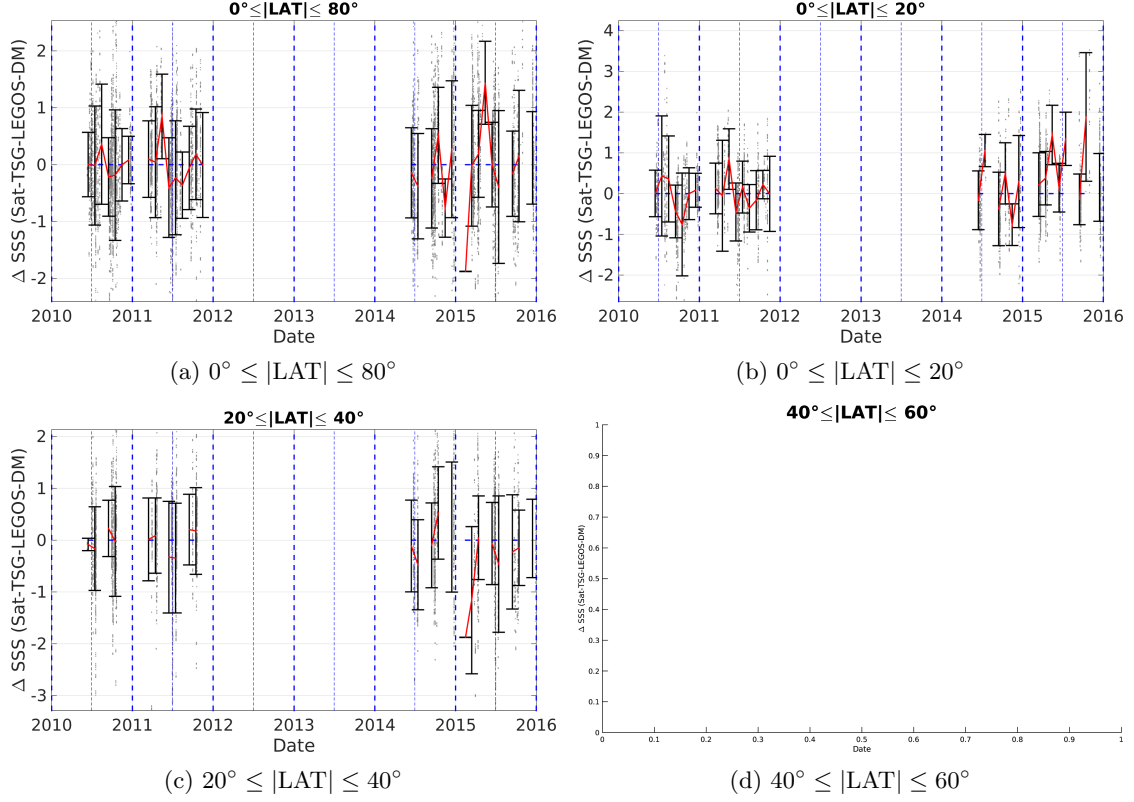 0°≤|LAT|≤ 80°
Δ SSS (Sat-TSG-LEGOS-DM)
2
1
0
-1
-2
2010 2011 2012 2013 2014 2015 2016
Date
(a) 0° ≤ |LAT| ≤ 80°
0°≤|LAT|≤ 20°
Δ SSS (Sat-TSG-LEGOS-DM)
4
3
2
1
0
-1
-2
2010 2011 2012 2013 2014 2015 2016
Date
(b) 0° ≤ |LAT| ≤ 20°
20°≤|LAT|≤ 40°
Δ SSS (Sat-TSG-LEGOS-DM)
2
1
0
-1
-2
-3
2010 2011 2012 2013 2014 2015 2016
Date
(c) 20° ≤ |LAT| ≤ 40°
40°≤|LAT|≤ 60°
Δ SSS (Sat-TSG-LEGOS-DM)
1
0.9
0.8
0.7
0.6
0.5
0.4
0.3
0.2
0.1
0
0 0.1 0.2 0.3 0.4 0.5 0.6 0.7 0.8 0.9 1
Date
(d) 40° ≤ |LAT| ≤ 60°